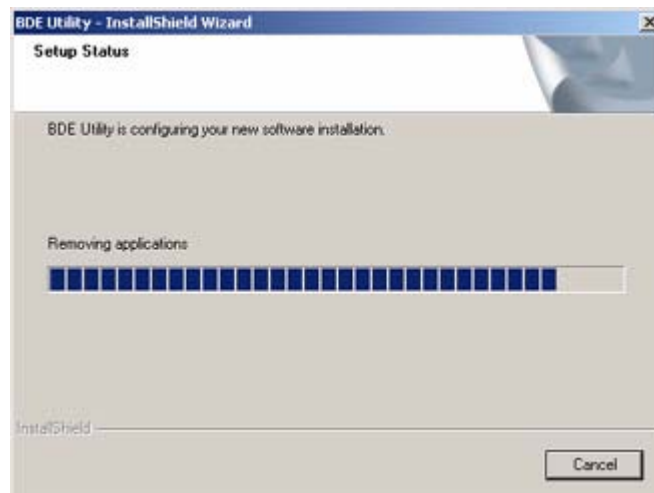 BDE Utility - InstallShield Wizard
Setup Status
BDE Utility is configuring your new software installation.
Removing applications
InstallShield
Cancel